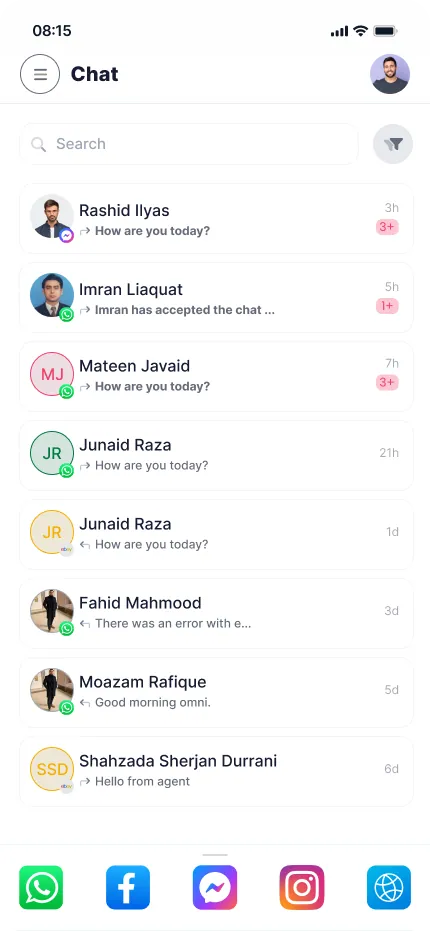 08:15
Chat
Search
Rashid Ilyas
3h
How are you today?
3+
Imran Liaquat
5h
Imran has accepted the chat ...
1+
MJ
Mateen Javaid
7h
How are you today?
3+
JR
Junaid Raza
21h
How are you today?
JR
Junaid Raza
1d
How are you today?
ebay
Fahid Mahmood
3d
There was an error with e...
Moazam Rafique
5d
Good morning omni.
SSD
Shahzada Sherjan Durrani
6d
Hello from agent
ebay